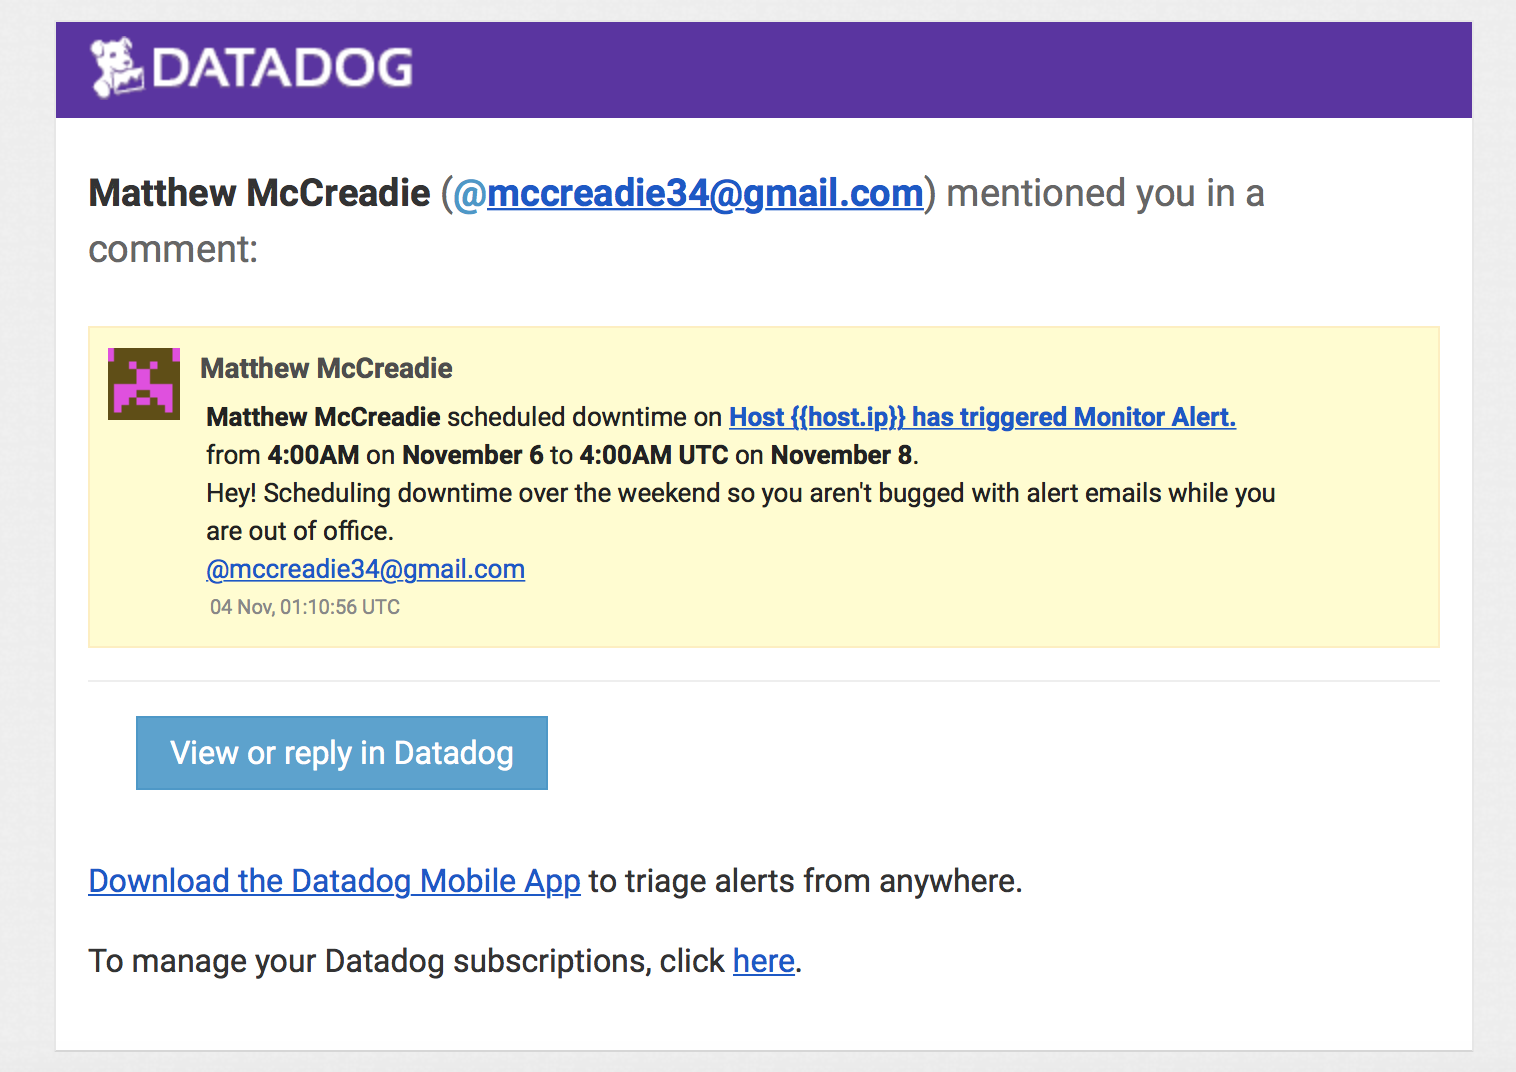 DATADOG
Matthew McCreadie (@mccreadie34@gmail.com) mentioned you in a
comment:
Matthew McCreadie
Matthew McCreadie scheduled downtime on Host {{host.ip}} has triggered Monitor Alert.
from 4:00AM on November 6 to 4:00AM UTC on November 8.
Hey! Scheduling downtime over the weekend so you aren't bugged with alert emails while you
are out of office.
@mccreadie34@gmail.com
04 Nov, 01:10:56 UTC
View or reply in Datadog
Download the Datadog Mobile App to triage alerts from anywhere.
To manage your Datadog subscriptions, click here.